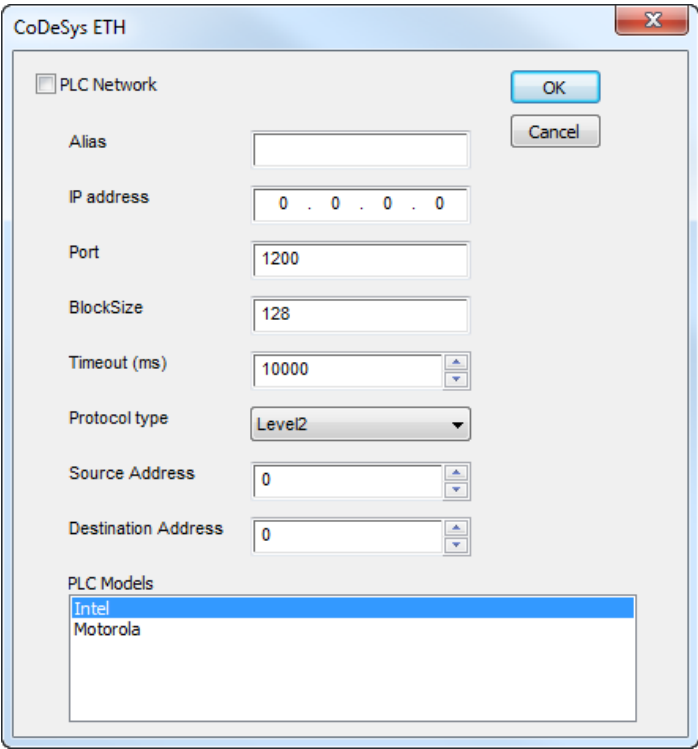 CoDeSys ETH
PLC Network
OK
Cancel
Alias
IP address
0 . 0 . 0 . 0
Port
1200
BlockSize
128
Timeout (ms)
10000
Protocol type
Level2
Source Address
0
Destination Address
0
PLC Models
Intel
Motorola